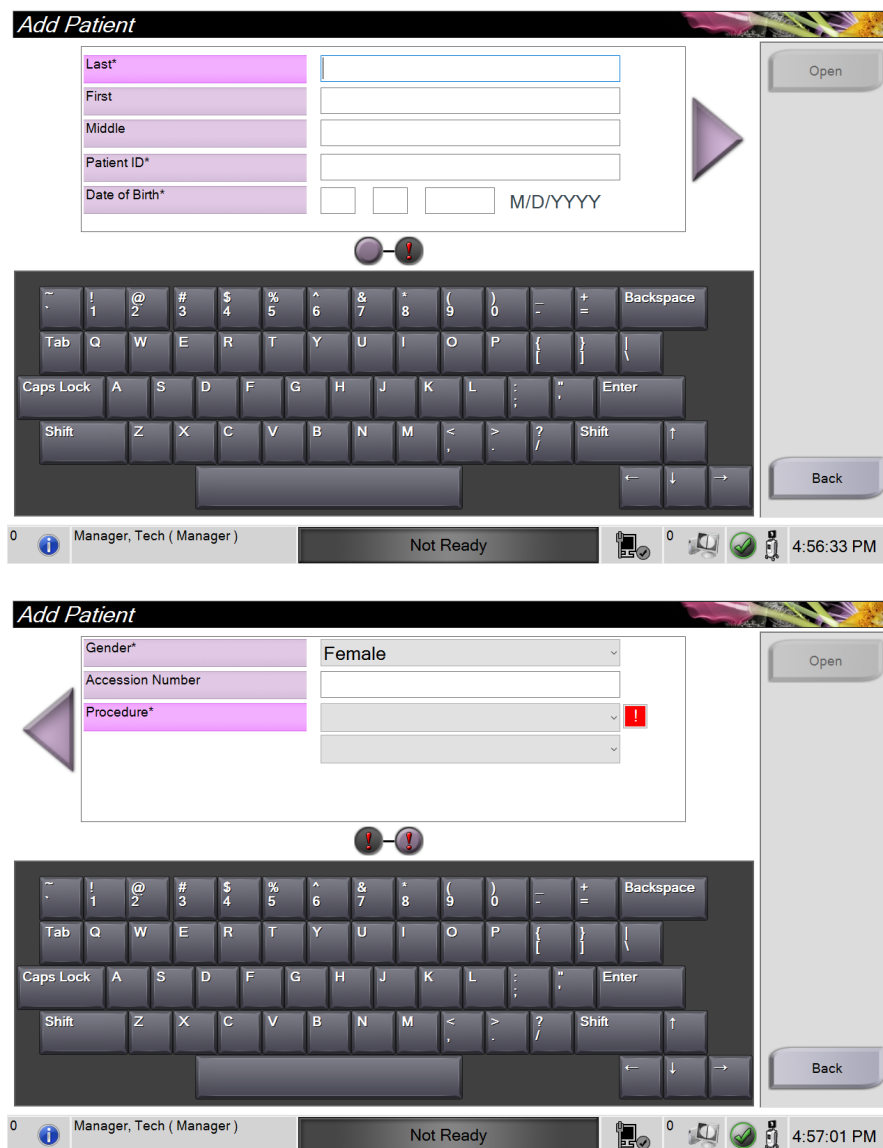 Add Patient
Last*
Open
First
Middle
Patient ID*
Date of Birth* M/D/YYYY
!
~ ! @ # $ % ^ & * ( ) _ + Backspace
` 1 2 3 4 5 6 7 8 9 0 - =
Tab Q W E R T Y U I O P { } |
[ ] \
Caps Lock A S D F G H J K L : " Enter
; '
Shift Z X C V B N M < > ? Shift ↑
, . /
← ↓ →
Back
0 Manager, Tech ( Manager ) Not Ready 0 4:56:33 PM
Add Patient
Gender* Female
Open
Accession Number
Procedure* !
! !
~ ! @ # $ % ^ & * ( ) _ + Backspace
` 1 2 3 4 5 6 7 8 9 0 - =
Tab Q W E R T Y U I O P { } |
[ ] \
Caps Lock A S D F G H J K L : " Enter
; '
Shift Z X C V B N M < > ? Shift ↑
, . /
← ↓ →
Back
0 Manager, Tech ( Manager ) Not Ready 0 4:57:01 PM